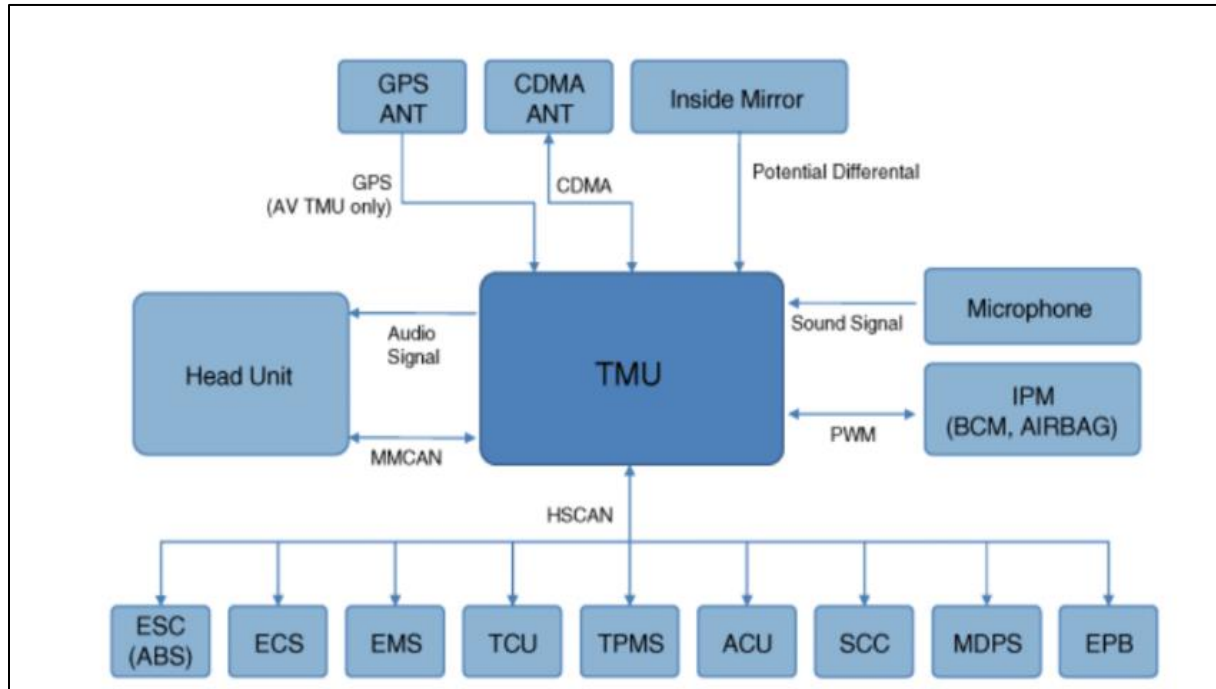 GPS
ANT
CDMA
ANT
Inside Mirror
GPS
(AV TMU only)
CDMA
Potential Differental
Head Unit
Audio
Signal
MMCAN
TMU
Sound Signal
Microphone
PWM
IPM
(BCM, AIRBAG)
HSCAN
ESC
(ABS)
ECS
EMS
TCU
TPMS
ACU
SCC
MDPS
EPB